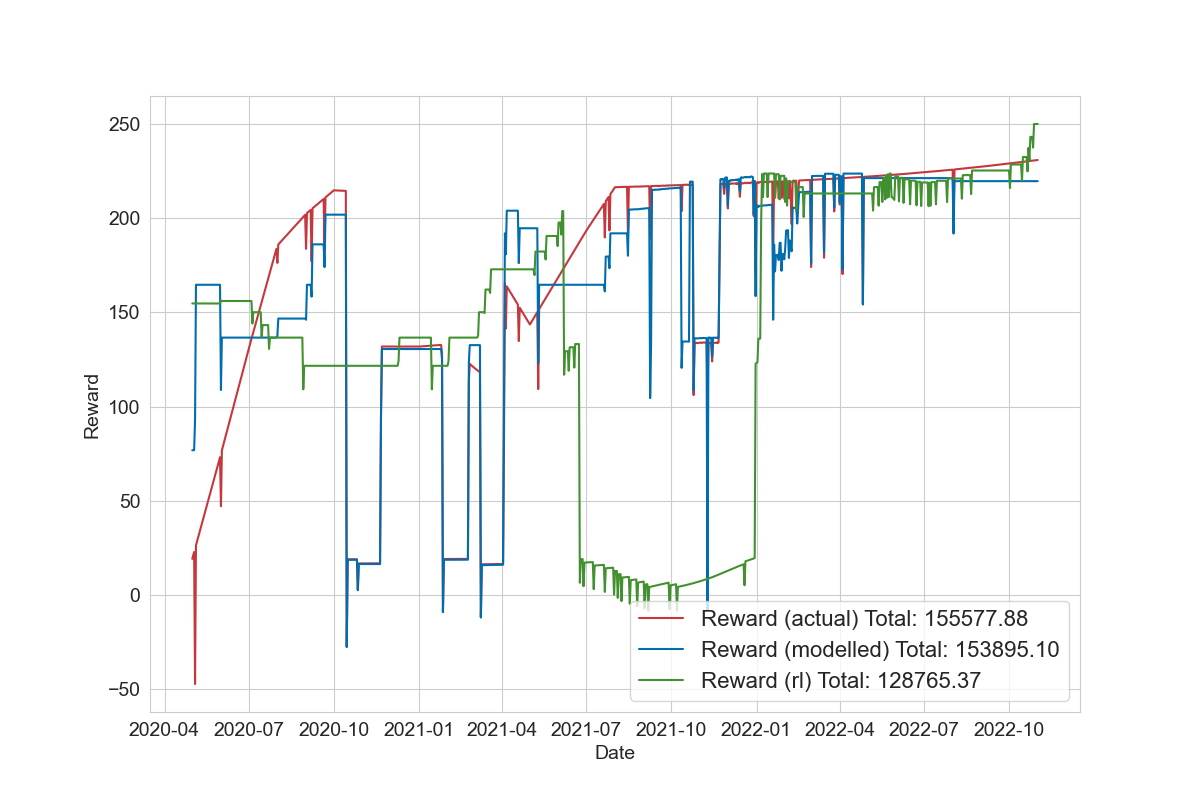 250
200
150
100
50
0
−50
Reward
Reward (actual) Total: 155577.88
Reward (modelled) Total: 153895.10
Reward (rl) Total: 128765.37
2020-04 2020-07 2020-10 2021-01 2021-04 2021-07 2021-10 2022-01 2022-04 2022-07 2022-10
Date